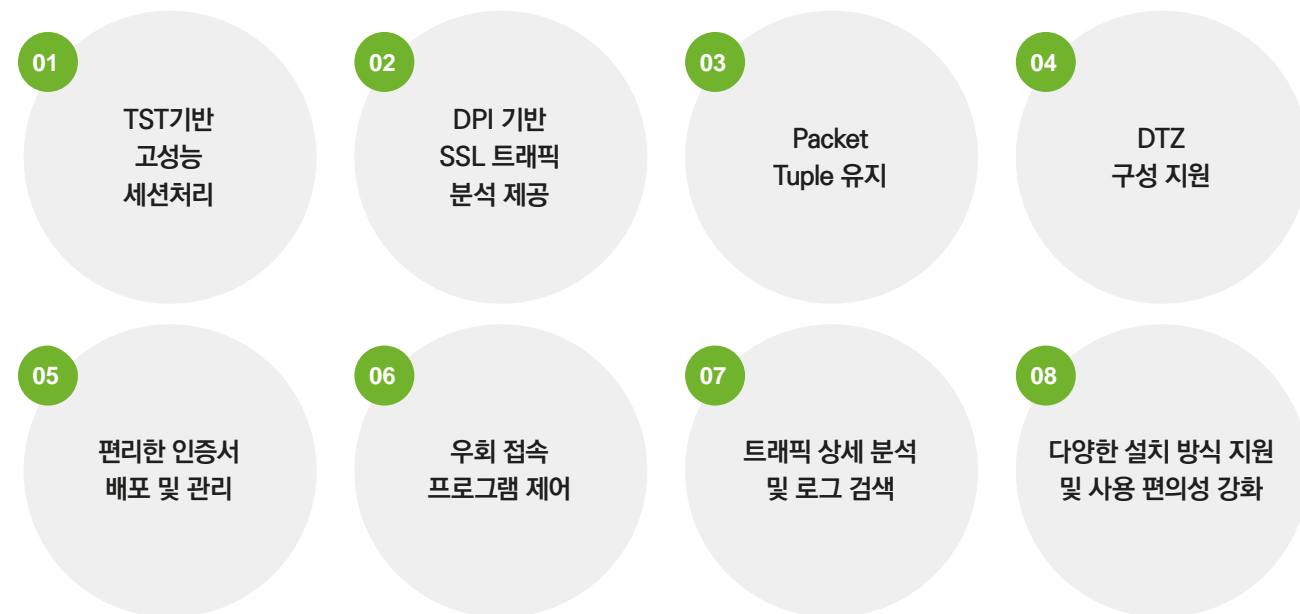 01
TST기반
고성능
세션처리
02
DPI 기반
SSL 트래픽
분석 제공
03
Packet
Tuple 유지
04
DTZ
구성 지원
05
편리한 인증서
배포 및 관리
06
우회 접속
프로그램 제어
07
트래픽 상세 분석
및 로그 검색
08
다양한 설치 방식 지원
및 사용 편의성 강화